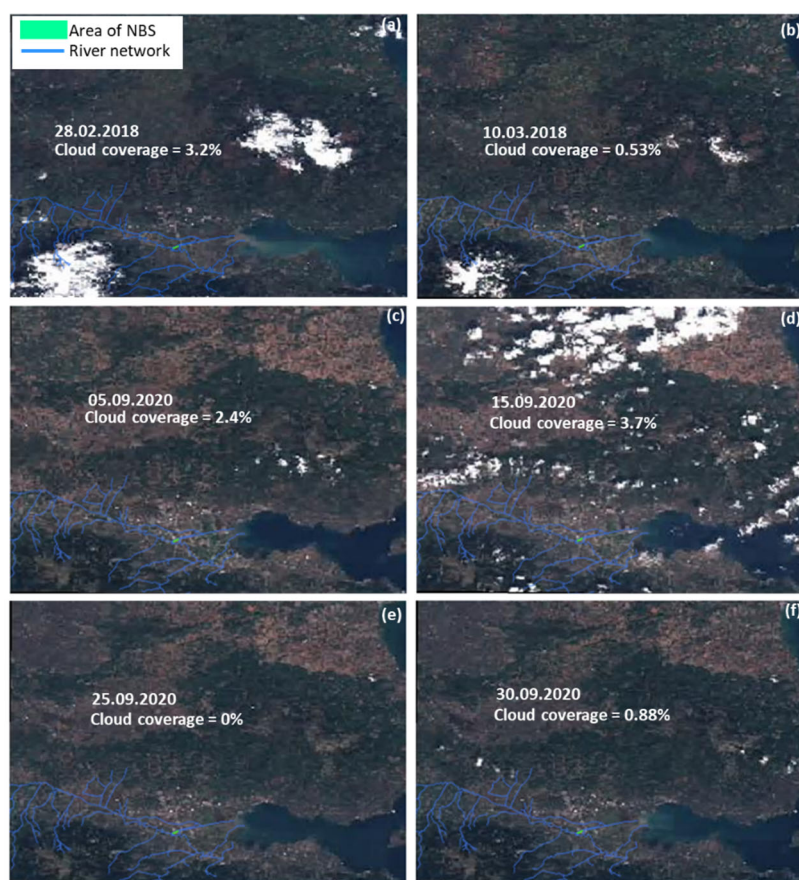 Area of NBS
River network
(a)
28.02.2018
Cloud coverage = 3.2%
(b)
10.03.2018
Cloud coverage = 0.53%
(c)
05.09.2020
Cloud coverage = 2.4%
(d)
15.09.2020
Cloud coverage = 3.7%
(e)
25.09.2020
Cloud coverage = 0%
(f)
30.09.2020
Cloud coverage = 0.88%